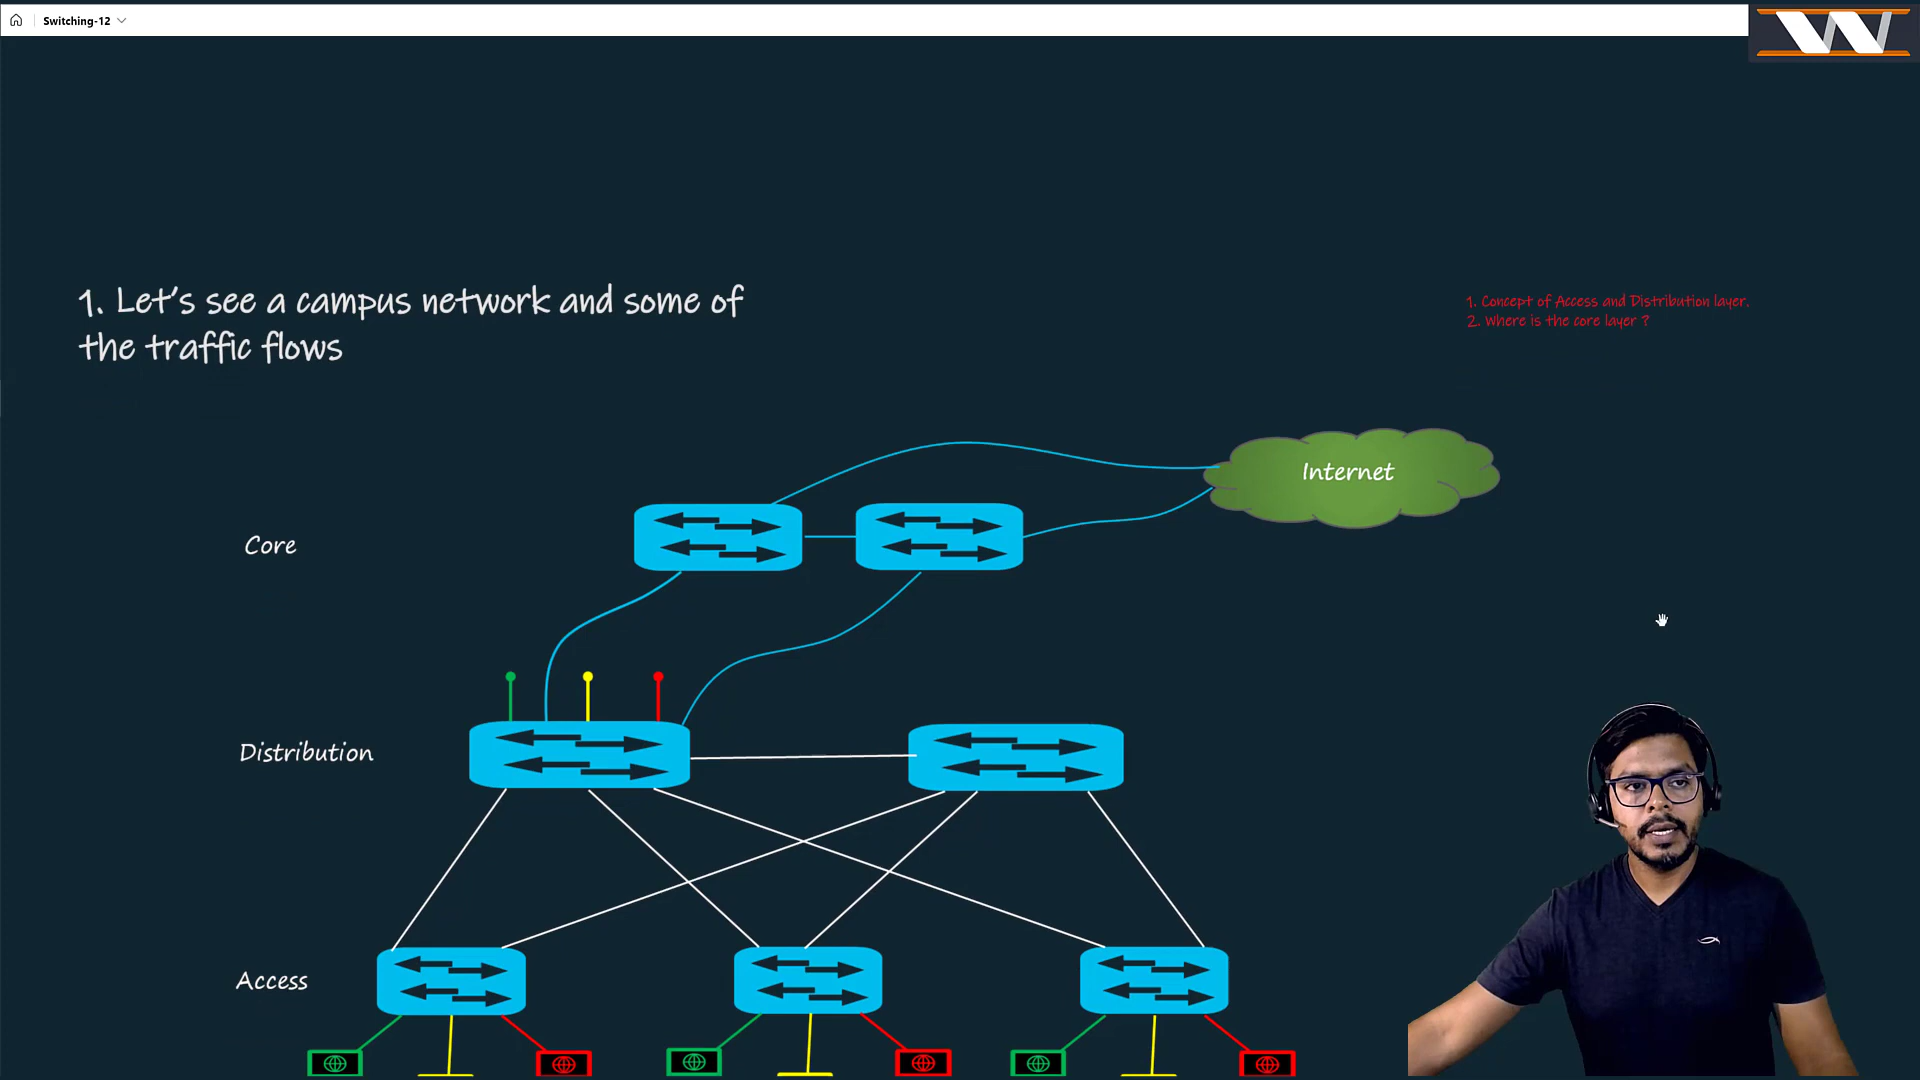 Switching-12
1. Let's see a campus network and some of
the traffic flows
1. Concept of Access and Distribution layer.
2. Where is the core layer ?
Internet
Core
Distribution
Access